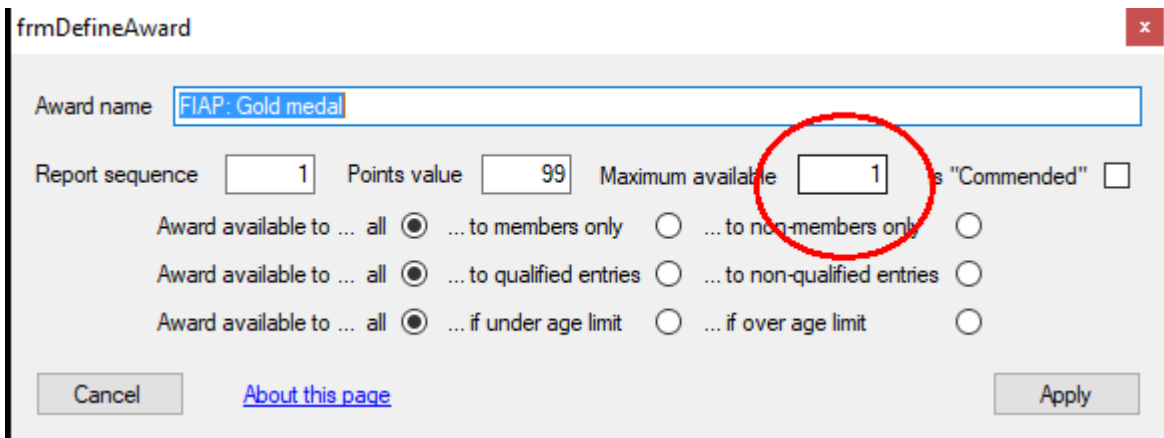 frmDefineAward x
Award name FIAP: Gold medal
Report sequence 1 Points value 99 Maximum available 1 s "Commended"
Award available to ... all ... to members only ... to non-members only
Award available to ... all ... to qualified entries ... to non-qualified entries
Award available to ... all ... if under age limit ... if over age limit
Cancel About this page Apply